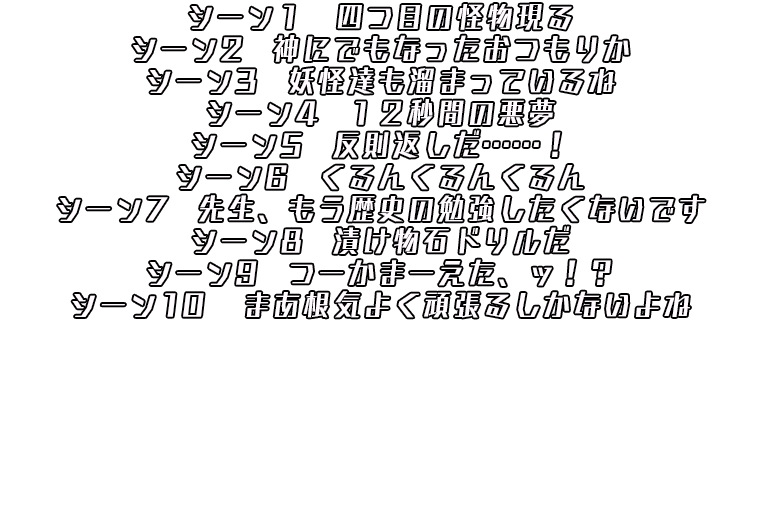 シーン1　四つ目の怪物現る
シーン2　神にでもなったおつもりか
シーン3　妖怪達も溜まっているね
シーン4　１２秒間の悪夢
シーン5　反則返しだ……！
シーン6　くるんくるんくるん
シーン7　先生、もう歴史の勉強したくないです
シーン8　漬け物石ドリルだ
シーン9　つーかまーえた、ッ！？
シーン10　まあ根気よく頑張るしかないよね